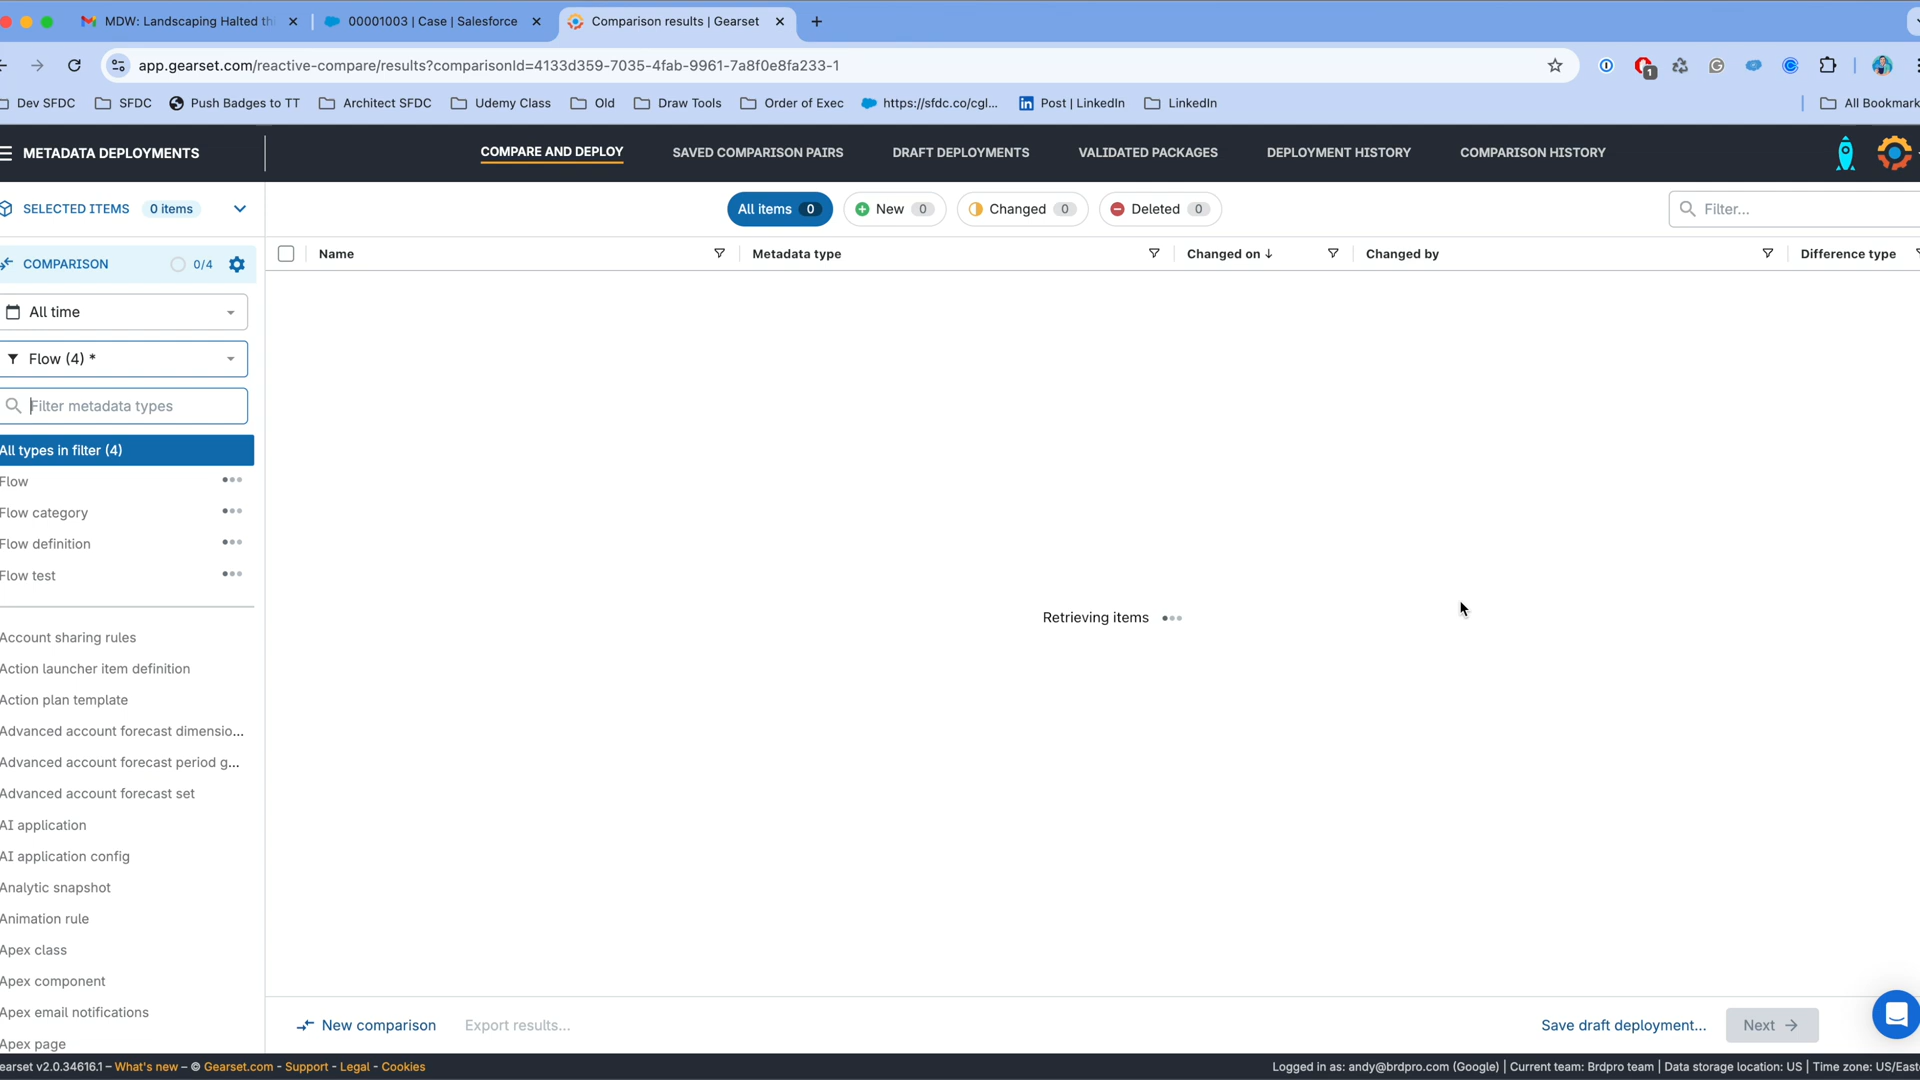 MDW: Landscaping Halted thi
00001003 | Case | Salesforce
Comparison results | Gearset
app.gearset.com/reactive-compare/results?comparisonId=4133d359-7035-4fab-9961-7a8f0e8fa233-1
1
Dev SFDC
SFDC
Push Badges to TT
Architect SFDC
Udemy Class
Old
Draw Tools
Order of Exec
https://sfdc.co/cgl...
Post | LinkedIn
LinkedIn
All Bookmark
METADATA DEPLOYMENTS
COMPARE AND DEPLOY
SAVED COMPARISON PAIRS
DRAFT DEPLOYMENTS
VALIDATED PACKAGES
DEPLOYMENT HISTORY
COMPARISON HISTORY
SELECTED ITEMS 0 items
All items 0
New 0
Changed 0
Deleted 0
Filter...
COMPARISON 0/4
Name
Metadata type
Changed on ↓
Changed by
Difference type
All time
Flow (4) *
Filter metadata types
All types in filter (4)
Flow
Flow category
Flow definition
Flow test
Retrieving items
Account sharing rules
Action launcher item definition
Action plan template
Advanced account forecast dimensio...
Advanced account forecast period g...
Advanced account forecast set
AI application
AI application config
Analytic snapshot
Animation rule
Apex class
Apex component
Apex email notifications
Apex page
New comparison
Export results...
Save draft deployment...
Next →
earset v2.0.34616.1 – What's new – © Gearset.com - Support - Legal - Cookies
Logged in as: andy@brdpro.com (Google) | Current team: Brdpro team | Data storage location: US | Time zone: US/East